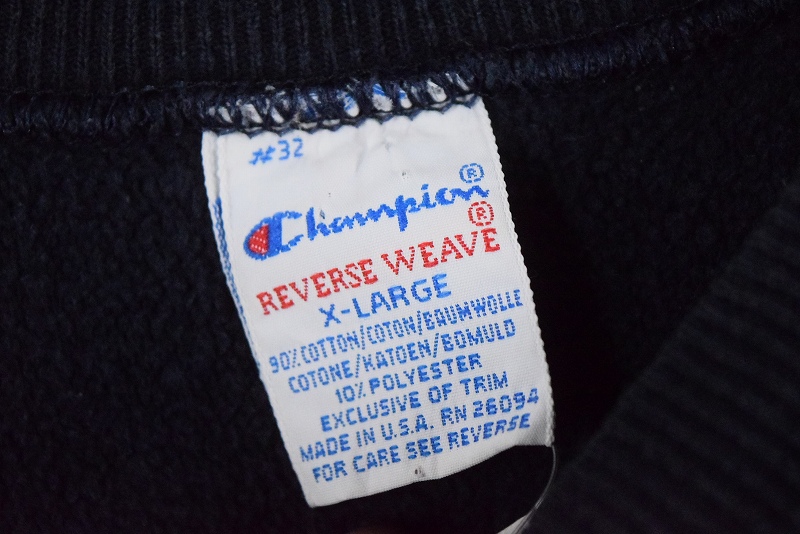 #32
Champion®
®
REVERSE WEAVE
X-LARGE
90% COTTON/COTON/BAUMWOLLE
COTONE/KATOEN/BOMULD
10% POLYESTER
EXCLUSIVE OF TRIM
MADE IN U.S.A. RN 26094
FOR CARE SEE REVERSE